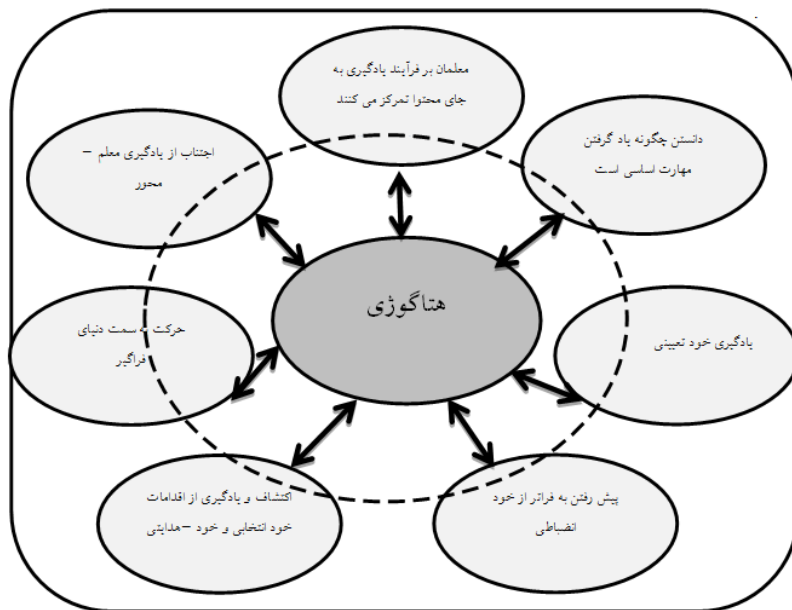 معلمان بر فرآیند یادگیری به
جای محتوا تمرکز می کنند
دانستن چگونه یاد گرفتن
مهارت اساسی است
اجتناب از یادگیری معلم –
محور
هتاگوژی
یادگیری خود تعیینی
حرکت به سمت دنیای
فراگیر
پیش رفتن به فراتر از خود
انضباطی
اکتشاف و یادگیری از اقدامات
خود انتخابی و خود –هدایتی